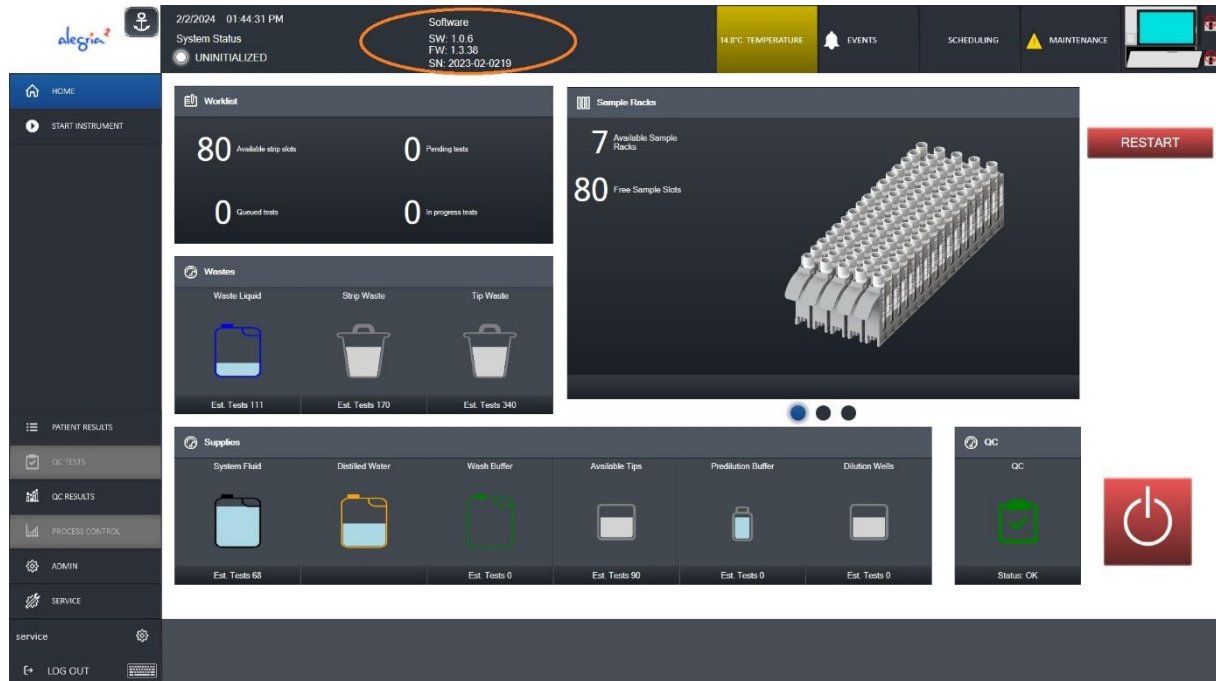 alegria²
2/2/2024 01:44:31 PM
System Status
UNINITIALIZED
Software
SW: 1.0.6
FW: 1.3.38
SN: 2023-02-0219
14.8°C TEMPERATURE
EVENTS
SCHEDULING
MAINTENANCE
HOME
START INSTRUMENT
PATIENT RESULTS
QC TESTS
QC RESULTS
PROCESS CONTROL
ADMIN
SERVICE
service
LOG OUT
Worklist
80 Available strip slots
0 Pending tests
0 Queued tests
0 In progress tests
Sample Racks
7 Available Sample
Racks
80 Free Sample Slots
RESTART
Wastes
Waste Liquid
Strip Waste
Tip Waste
Est. Tests 111
Est. Tests 170
Est. Tests 340
Supplies
System Fluid
Distilled Water
Wash Buffer
Available Tips
Predilution Buffer
Dilution Wells
Est. Tests 68
Est. Tests 0
Est. Tests 90
Est. Tests 0
Est. Tests 0
QC
QC
Status: OK